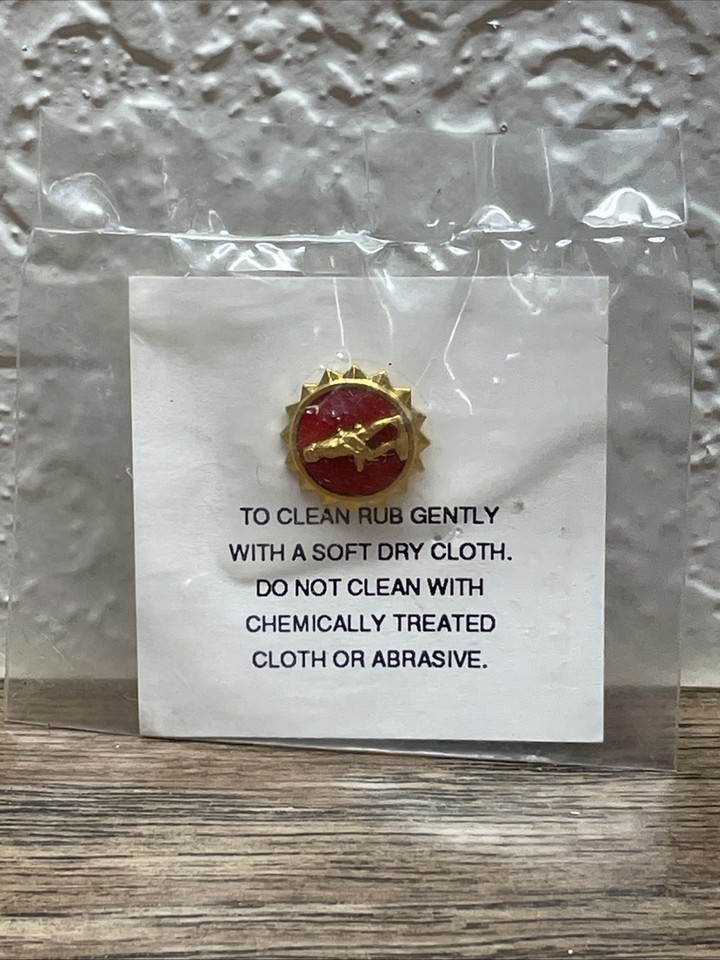 TO CLEAN RUB GENTLY
WITH A SOFT DRY CLOTH.
DO NOT CLEAN WITH
CHEMICALLY TREATED
CLOTH OR ABRASIVE.